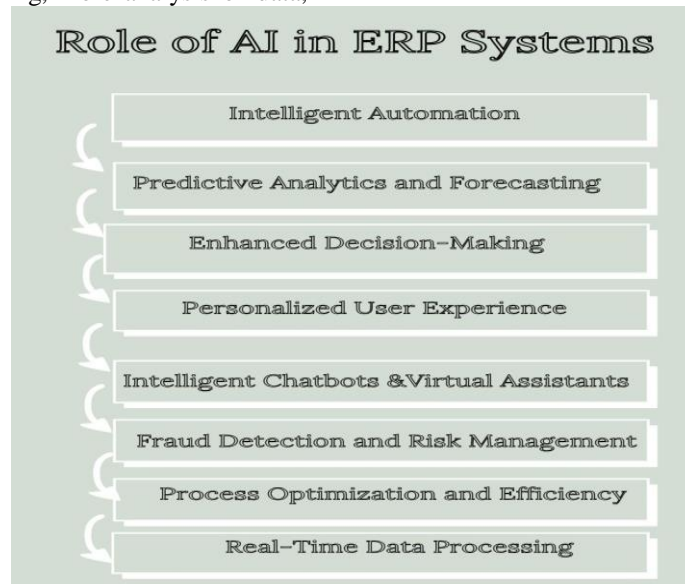 Role of AI in ERP Systems
Intelligent Automation
Predictive Analytics and Forecasting
Enhanced Decision-Making
Personalized User Experience
Intelligent Chatbots &Virtual Assistants
Fraud Detection and Risk Management
Process Optimization and Efficiency
Real-Time Data Processing